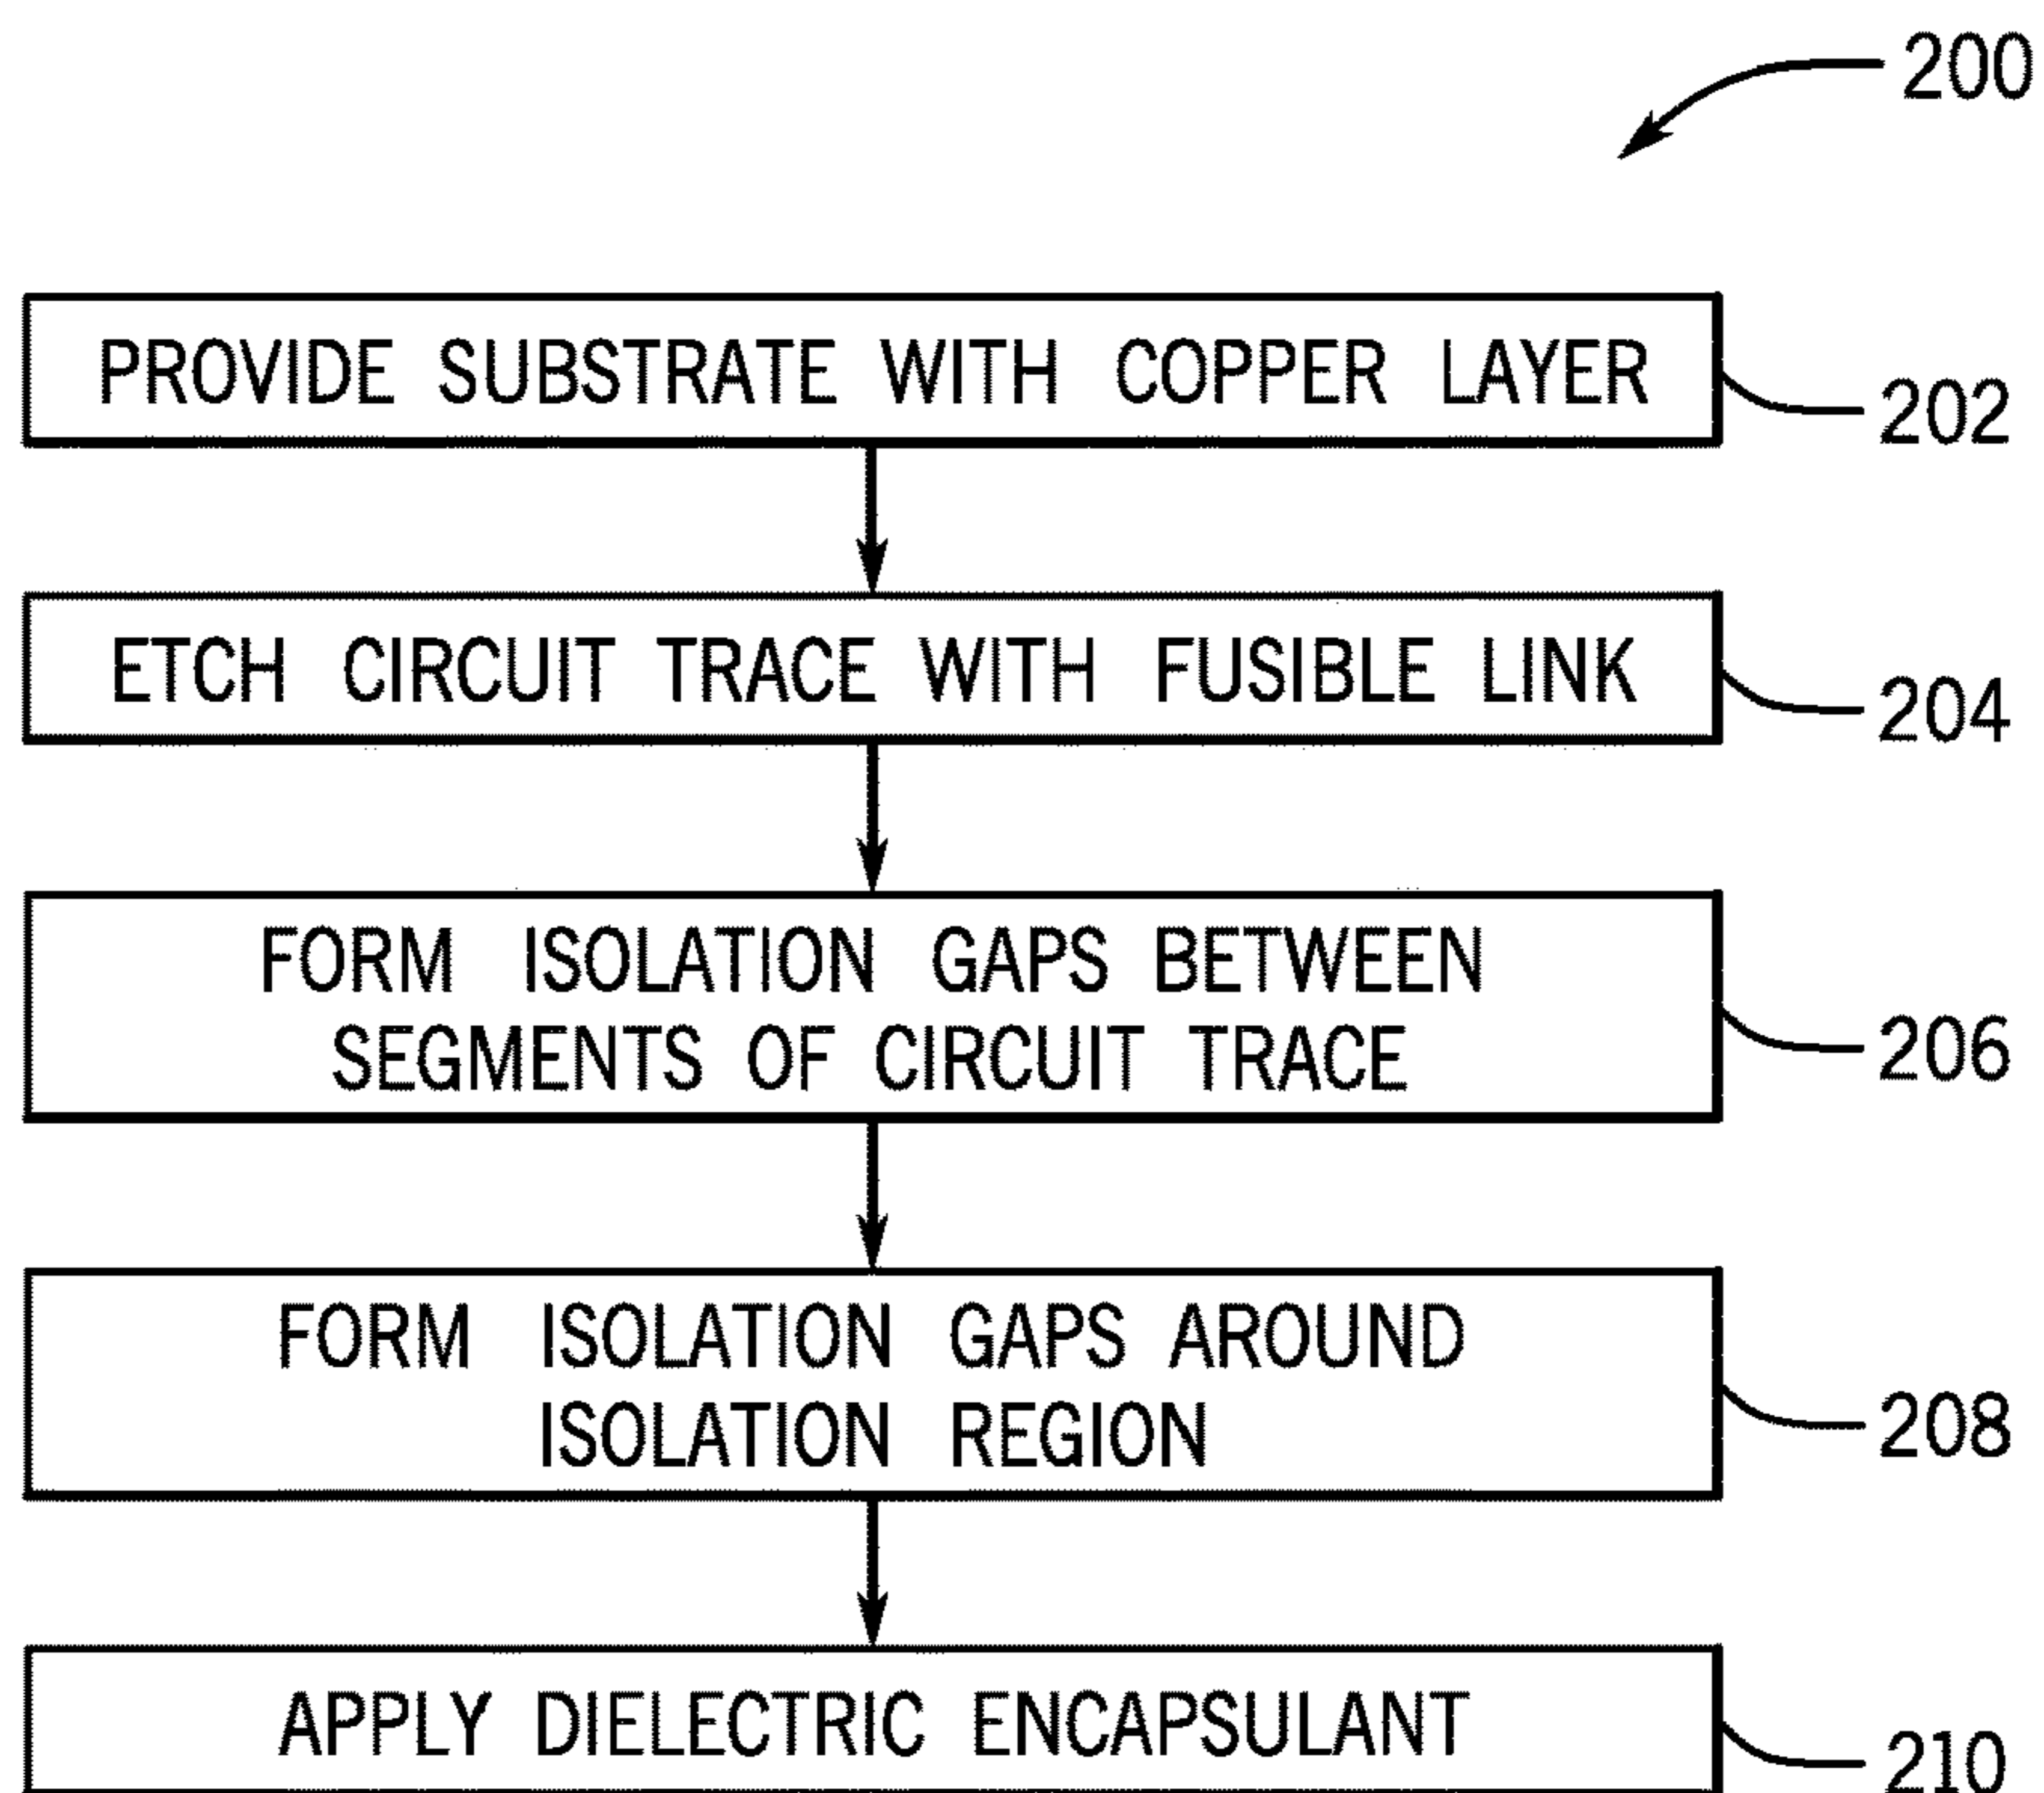 200
PROVIDE SUBSTRATE WITH COPPER LAYER
202
ETCH CIRCUIT TRACE WITH FUSIBLE LINK
204
FORM ISOLATION GAPS BETWEEN
SEGMENTS OF CIRCUIT TRACE
206
FORM ISOLATION GAPS AROUND
ISOLATION REGION
208
APPLY DIELECTRIC ENCAPSULANT
210